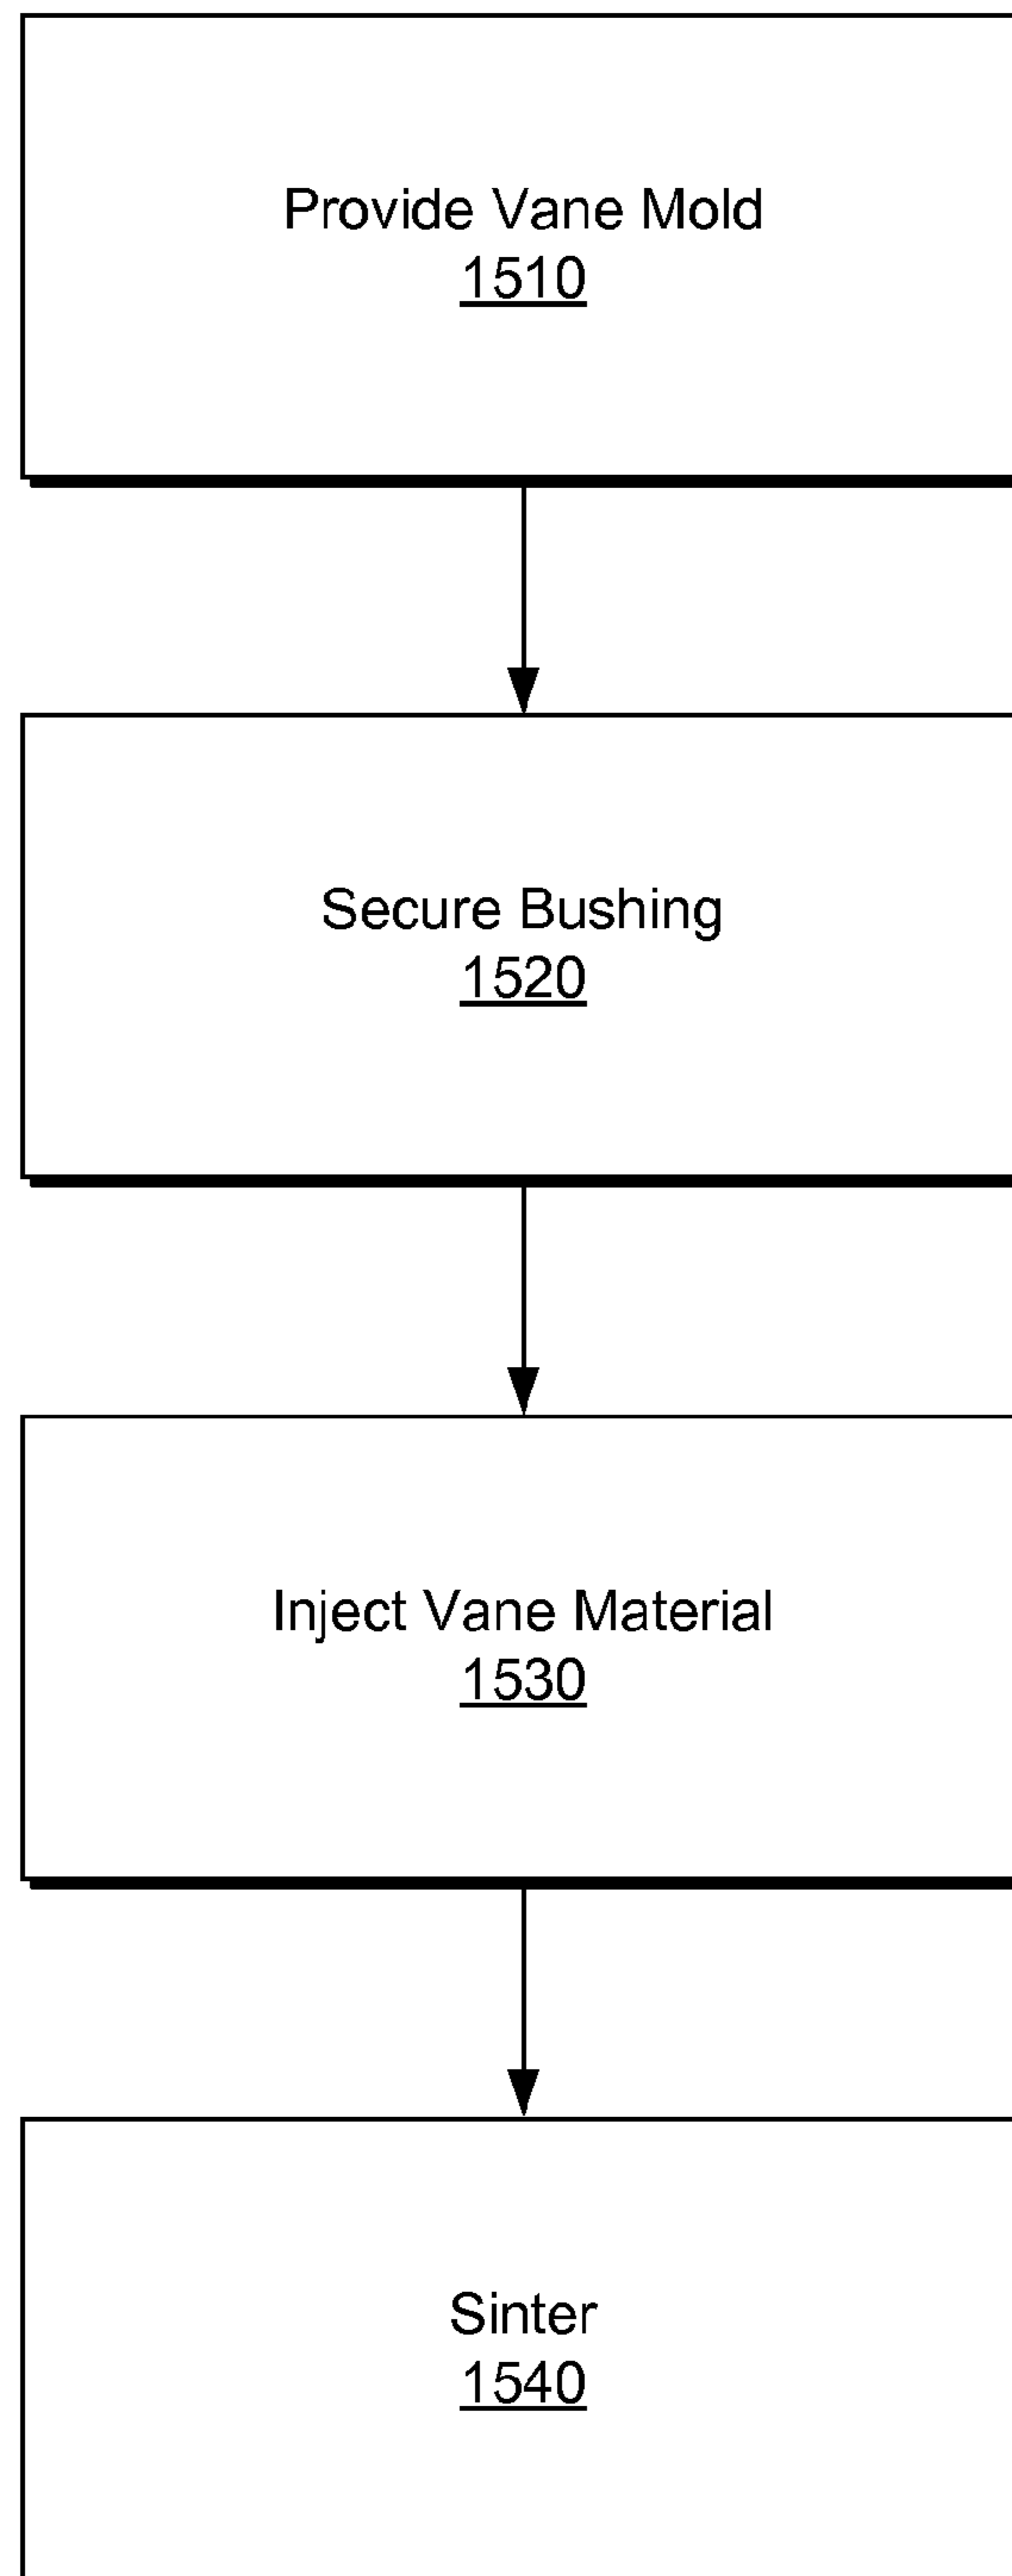 Provide Vane Mold
1510
Secure Bushing
1520
Inject Vane Material
1530
Sinter
1540